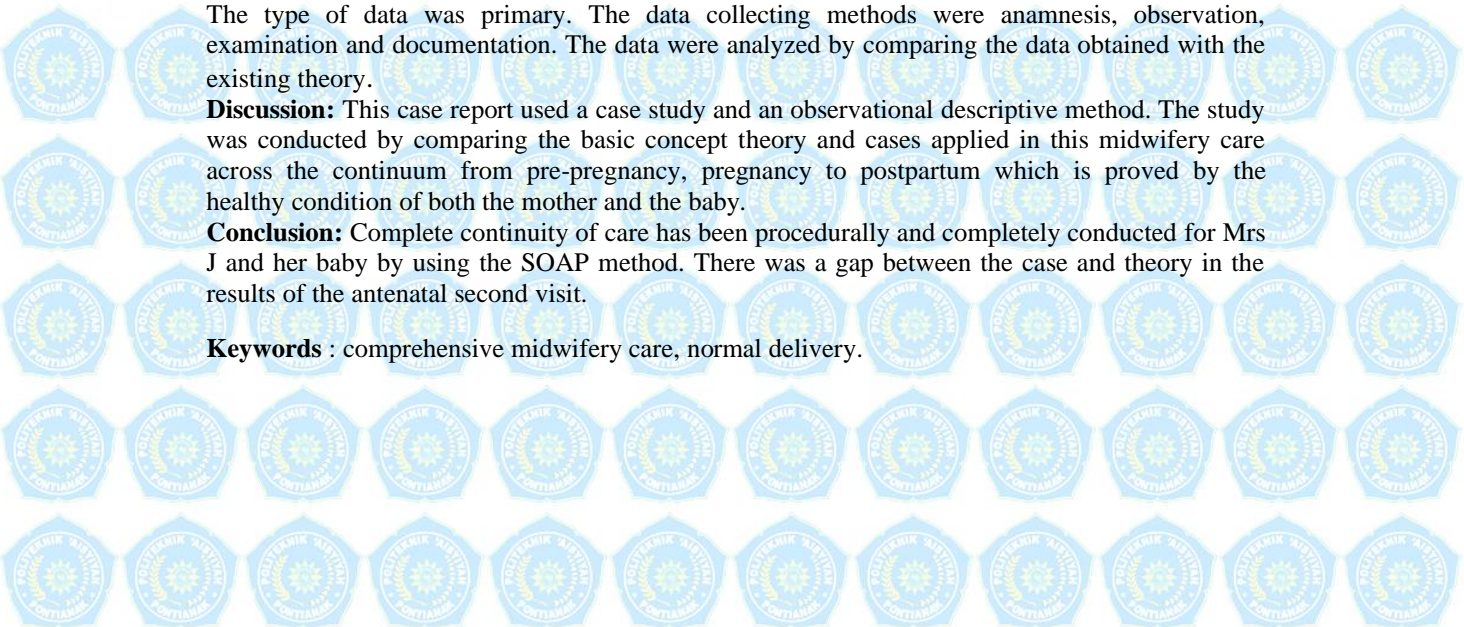 The type of data was primary. The data collecting methods were anamnesis, observation,
examination and documentation. The data were analyzed by comparing the data obtained with the
existing theory.
Discussion: This case report used a case study and an observational descriptive method. The study
was conducted by comparing the basic concept theory and cases applied in this midwifery care
across the continuum from pre-pregnancy, pregnancy to postpartum which is proved by the
healthy condition of both the mother and the baby.
Conclusion: Complete continuity of care has been procedurally and completely conducted for Mrs
J and her baby by using the SOAP method. There was a gap between the case and theory in the
results of the antenatal second visit.
Keywords : comprehensive midwifery care, normal delivery.